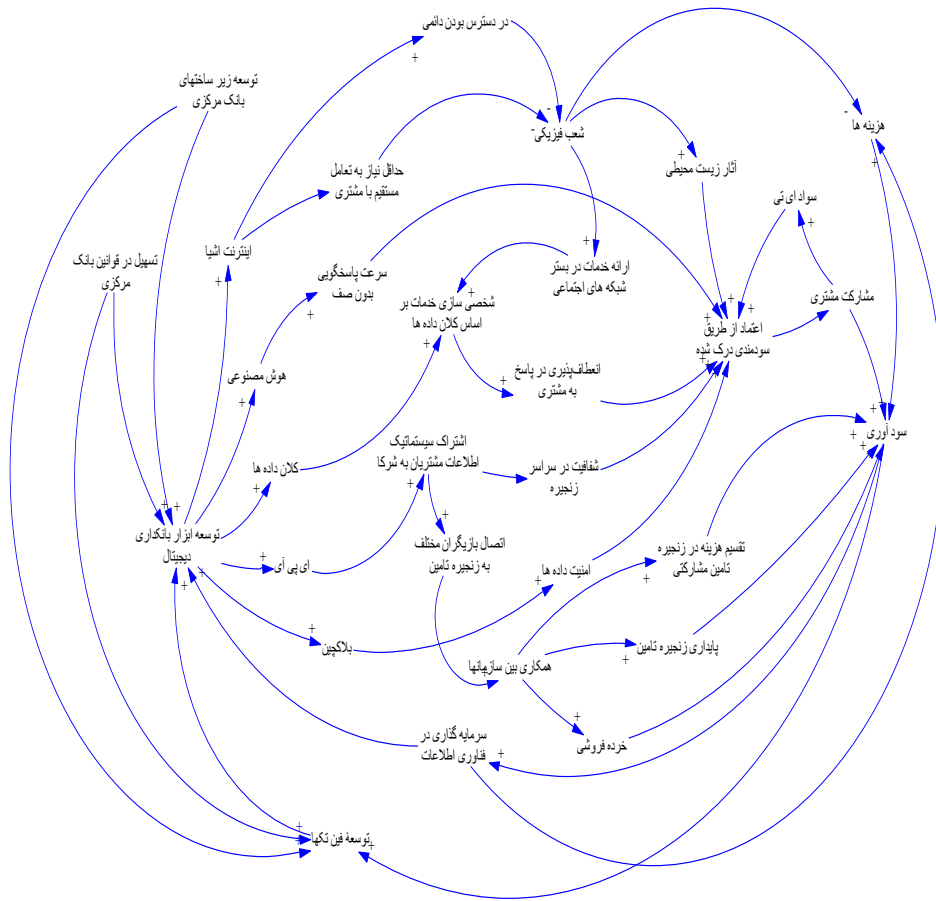 در دسترس بودن دائمی
توسعه زیر ساختهای
بانک مرکزی
هزینه ها
شعب فیزیکی
حداقل نیاز به تعامل
مستقیم با مشتری
آثار زیست محیطی
سواد ای تی
اینترنت اشیا
تسهیل در قوانین بانک
مرکزی
سرعت پاسخگویی
بدون صف
ارائه خدمات در بستر
شبکه های اجتماعی
شخصی سازی خدمات بر
اساس کلان داده ها
مشارکت مشتری
اعتماد از طریق
سودمندی درک شده
هوش مصنوعی
انعطاف‌پذیری در پاسخ
به مشتری
سود آوری
اشتراک سیستماتیک
اطلاعات مشتریان به شرکا
کلان داده ها
شفافیت در سراسر
زنجیره
توسعه ابزار بانکداری
دیجیتال
اتصال بازیگران مختلف
به زنجیره تامین
تقسیم هزینه در زنجیره
تامین مشارکتی
ای پی آی
امنیت داده ها
بلاکچین
پایداری زنجیره تامین
همکاری بین سازمانها
سرمایه گذاری در
فناوری اطلاعات
خرده فروشی
توسعهٔ فین تکها